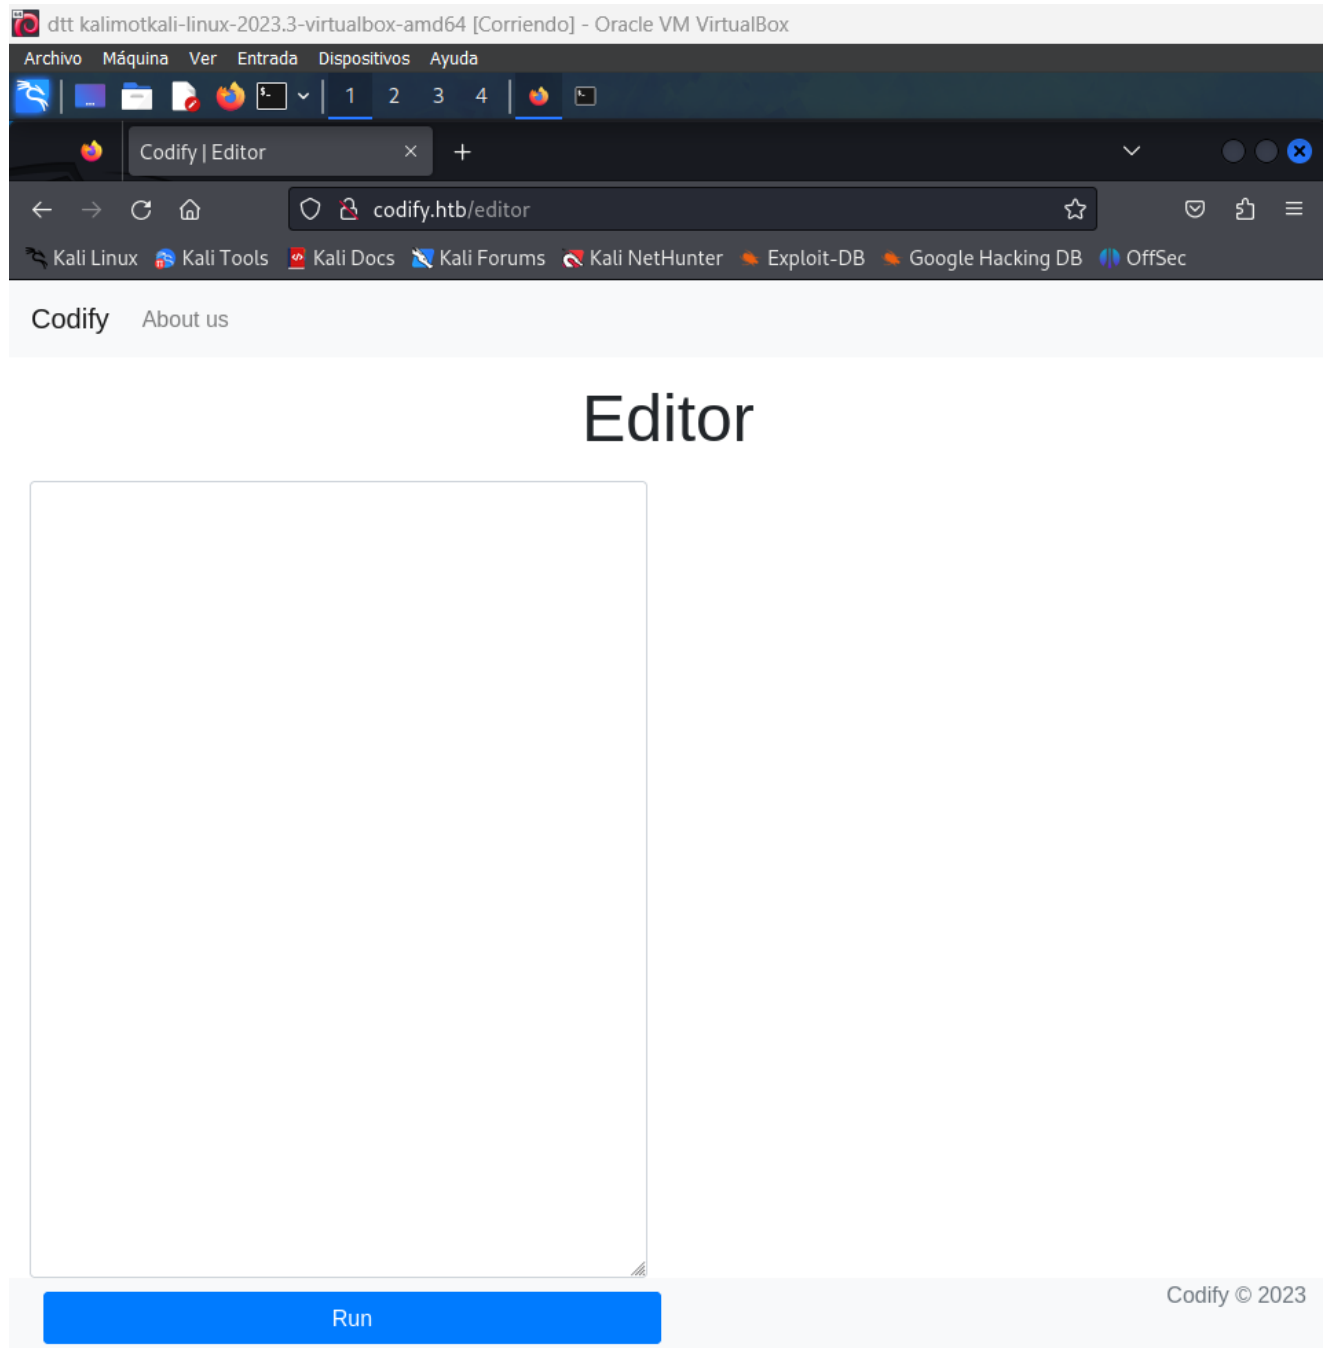 dtt kalimotkali-linux-2023.3-virtualbox-amd64 [Corriendo] - Oracle VM VirtualBox
Archivo Máquina Ver Entrada Dispositivos Ayuda
1 2 3 4
Codify | Editor
codify.htb/editor
Kali Linux Kali Tools Kali Docs Kali Forums Kali NetHunter Exploit-DB Google Hacking DB OffSec
Codify About us
Editor
Codify © 2023
Run